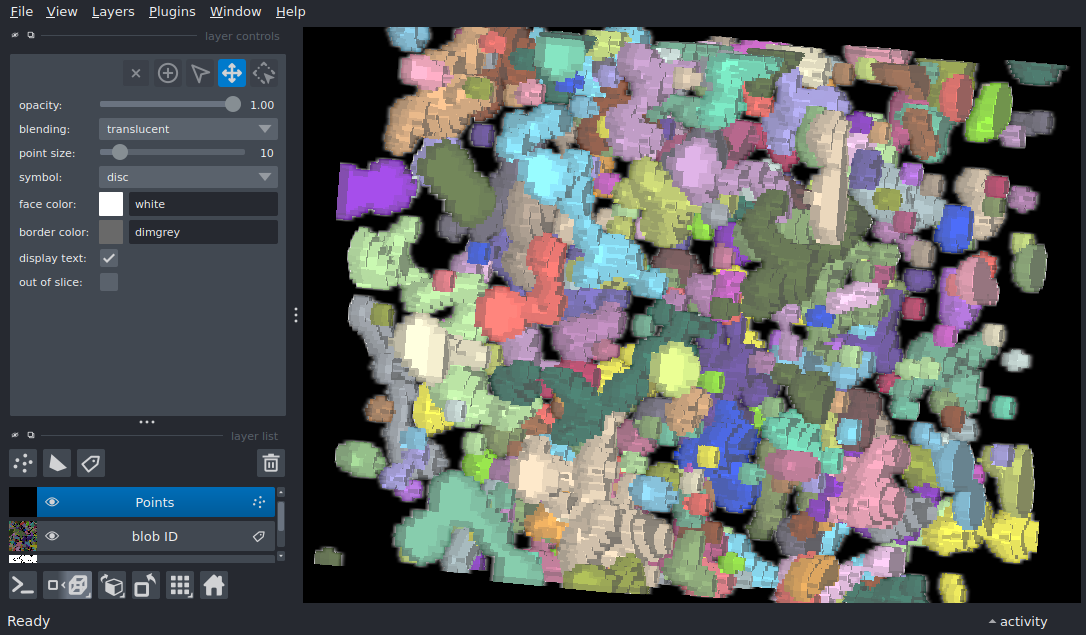 File View Layers Plugins Window Help
layer controls
opacity: 1.00
blending: translucent
point size: 10
symbol: disc
face color: white
border color: dimgrey
display text:
out of slice:
layer list
Points
blob ID
Ready activity